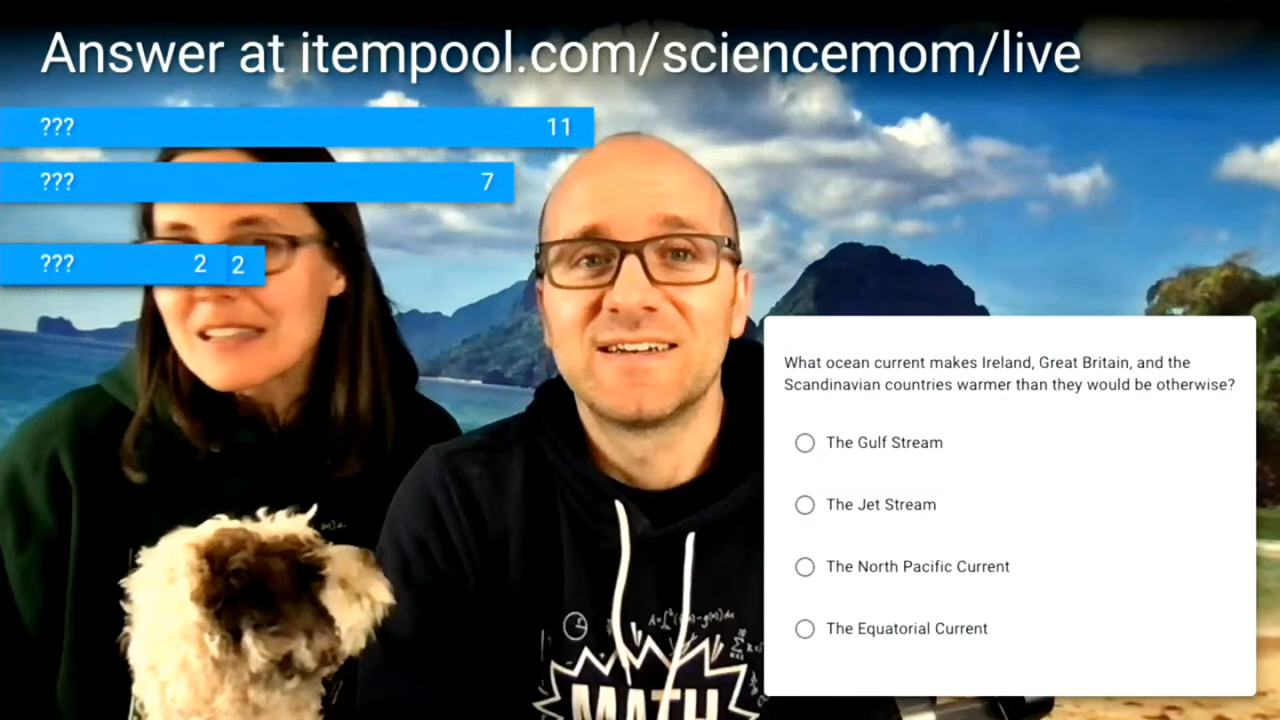 Answer at itempool.com/sciencemom/live
??? 11
??? 7
??? 2 2
What ocean current makes Ireland, Great Britain, and the
Scandinavian countries warmer than they would be otherwise?
The Gulf Stream
The Jet Stream
The North Pacific Current
The Equatorial Current
MATH